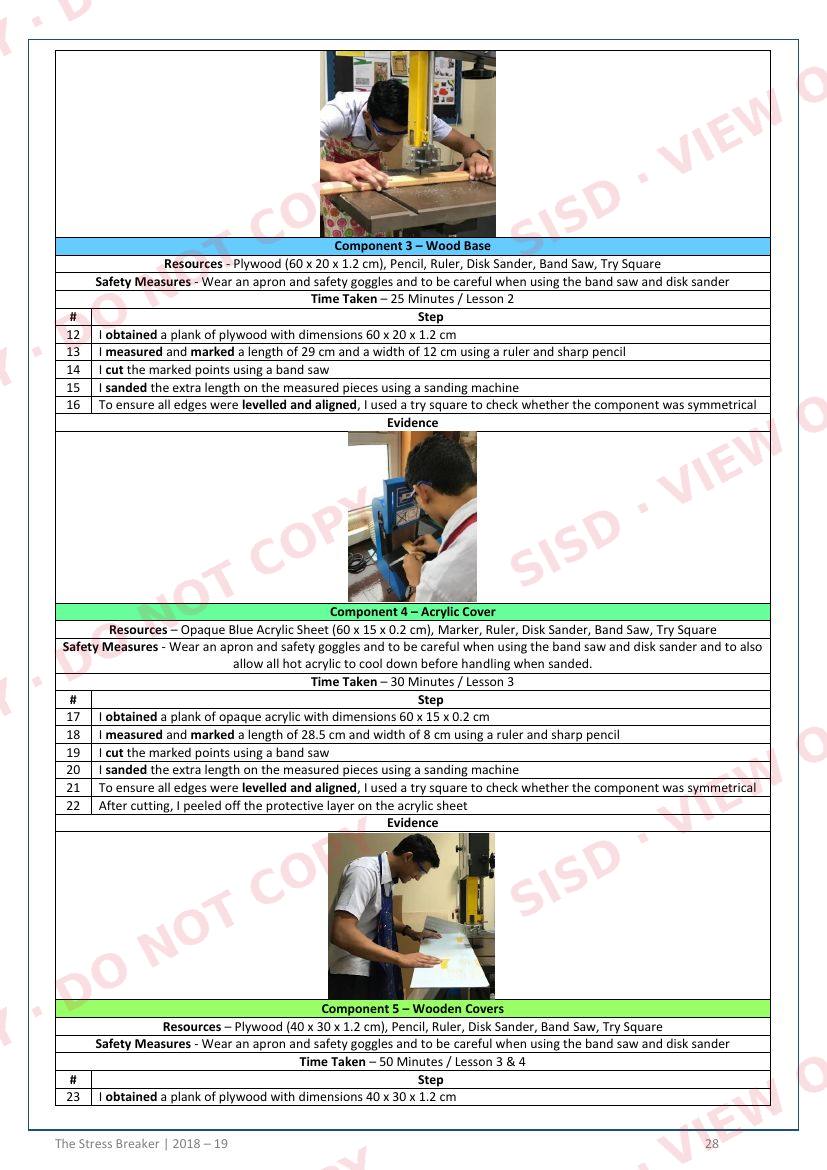 Component 3 – Wood Base
Resources - Plywood (60 x 20 x 1.2 cm), Pencil, Ruler, Disk Sander, Band Saw, Try Square
Safety Measures - Wear an apron and safety goggles and to be careful when using the band saw and disk sander
Time Taken – 25 Minutes / Lesson 2
# Step
12 I obtained a plank of plywood with dimensions 60 x 20 x 1.2 cm
13 I measured and marked a length of 29 cm and a width of 12 cm using a ruler and sharp pencil
14 I cut the marked points using a band saw
15 I sanded the extra length on the measured pieces using a sanding machine
16 To ensure all edges were levelled and aligned, I used a try square to check whether the component was symmetrical
Evidence
Component 4 – Acrylic Cover
Resources – Opaque Blue Acrylic Sheet (60 x 15 x 0.2 cm), Marker, Ruler, Disk Sander, Band Saw, Try Square
Safety Measures - Wear an apron and safety goggles and to be careful when using the band saw and disk sander and to also
allow all hot acrylic to cool down before handling when sanded.
Time Taken – 30 Minutes / Lesson 3
# Step
17 I obtained a plank of opaque acrylic with dimensions 60 x 15 x 0.2 cm
18 I measured and marked a length of 28.5 cm and width of 8 cm using a ruler and sharp pencil
19 I cut the marked points using a band saw
20 I sanded the extra length on the measured pieces using a sanding machine
21 To ensure all edges were levelled and aligned, I used a try square to check whether the component was symmetrical
22 After cutting, I peeled off the protective layer on the acrylic sheet
Evidence
Component 5 – Wooden Covers
Resources – Plywood (40 x 30 x 1.2 cm), Pencil, Ruler, Disk Sander, Band Saw, Try Square
Safety Measures - Wear an apron and safety goggles and to be careful when using the band saw and disk sander
Time Taken – 50 Minutes / Lesson 3 & 4
# Step
23 I obtained a plank of plywood with dimensions 40 x 30 x 1.2 cm
The Stress Breaker | 2018 – 19 28
DO NOT COPY
SISD · VIEW
DO NOT COPY
SISD · VIEW
DO NOT COPY
SISD · VIEW